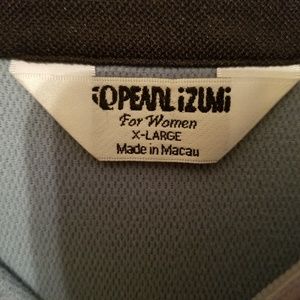 PEARL iZUMi
For Women
X-LARGE
Made in Macau